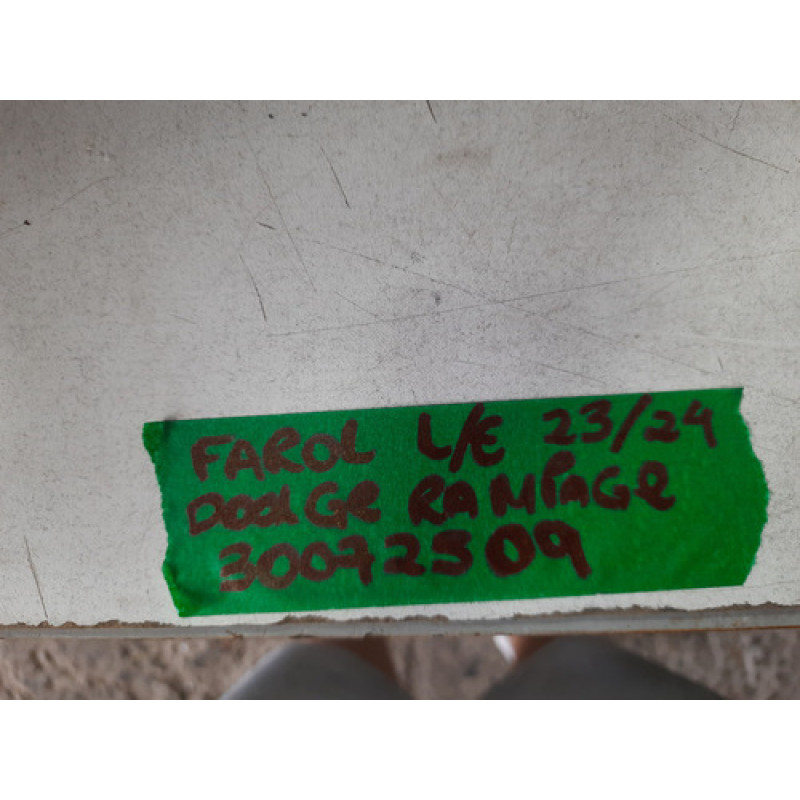 FAROL L/E 23/24
DODGE RAMPAGE
30072509